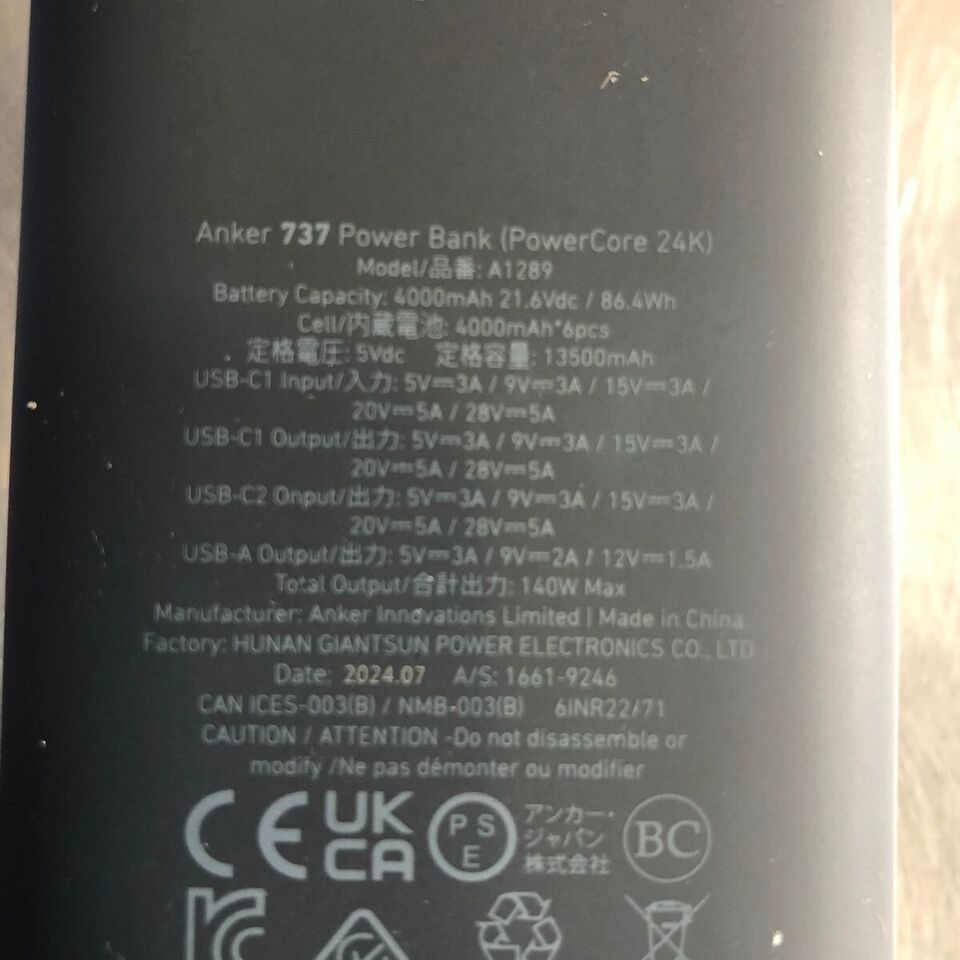 Anker 737 Power Bank (PowerCore 24K)
Model/品番: A1289
Battery Capacity: 4000mAh 21.6Vdc / 86.4Wh
Cell/内蔵電池: 4000mAh*6pcs
定格電圧: 5Vdc 定格容量: 13500mAh
USB-C1 Input/入力: 5V⎓3A / 9V⎓3A / 15V⎓3A /
20V⎓5A / 28V⎓5A
USB-C1 Output/出力: 5V⎓3A / 9V⎓3A / 15V⎓3A /
20V⎓5A / 28V⎓5A
USB-C2 Onput/出力: 5V⎓3A / 9V⎓3A / 15V⎓3A /
20V⎓5A / 28V⎓5A
USB-A Output/出力: 5V⎓3A / 9V⎓2A / 12V⎓1.5A
Total Output/合計出力: 140W Max
Manufacturer: Anker Innovations Limited | Made in China
Factory: HUNAN GIANTSUN POWER ELECTRONICS CO., LTD
Date: 2024.07 A/S: 1661-9246
CAN ICES-003(B) / NMB-003(B) 6INR22/71
CAUTION / ATTENTION -Do not disassemble or
modify /Ne pas démonter ou modifier
CE UK CA PSE アンカー・ジャパン株式会社 BC